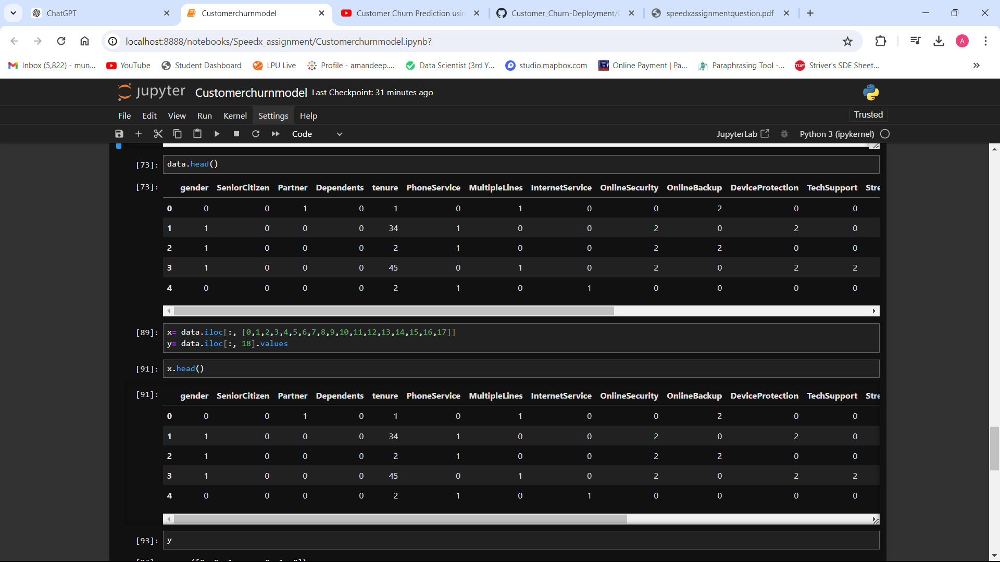 ChatGPT
Customerchurnmodel
Customer Churn Prediction usin
Customer_Churn-Deployment/
speedxassignmentquestion.pdf
localhost:8888/notebooks/Speedx_assignment/Customerchurnmodel.ipynb?
A
Inbox (5,822) - mun...
YouTube
Student Dashboard
LPU Live
Profile - amandeep....
Data Scientist (3rd Y...
studio.mapbox.com
Online Payment | Pa...
Paraphrasing Tool -...
TUF
Striver's SDE Sheet...
jupyter Customerchurnmodel Last Checkpoint: 31 minutes ago
File Edit View Run Kernel Settings Help Trusted
Code JupyterLab Python 3 (ipykernel)
[73]: data.head()
[73]: gender SeniorCitizen Partner Dependents tenure PhoneService MultipleLines InternetService OnlineSecurity OnlineBackup DeviceProtection TechSupport Stre
0 0 0 1 0 1 0 1 0 0 2 0 0
1 1 0 0 0 34 1 0 0 2 0 2 0
2 1 0 0 0 2 1 0 0 2 2 0 0
3 1 0 0 0 45 0 1 0 2 0 2 2
4 0 0 0 0 2 1 0 1 0 0 0 0
[89]: x= data.iloc[:, [0,1,2,3,4,5,6,7,8,9,10,11,12,13,14,15,16,17]]
y= data.iloc[:, 18].values
[91]: x.head()
[91]: gender SeniorCitizen Partner Dependents tenure PhoneService MultipleLines InternetService OnlineSecurity OnlineBackup DeviceProtection TechSupport Stre
0 0 0 1 0 1 0 1 0 0 2 0 0
1 1 0 0 0 34 1 0 0 2 0 2 0
2 1 0 0 0 2 1 0 0 2 2 0 0
3 1 0 0 0 45 0 1 0 2 0 2 2
4 0 0 0 0 2 1 0 1 0 0 0 0
[93]: y